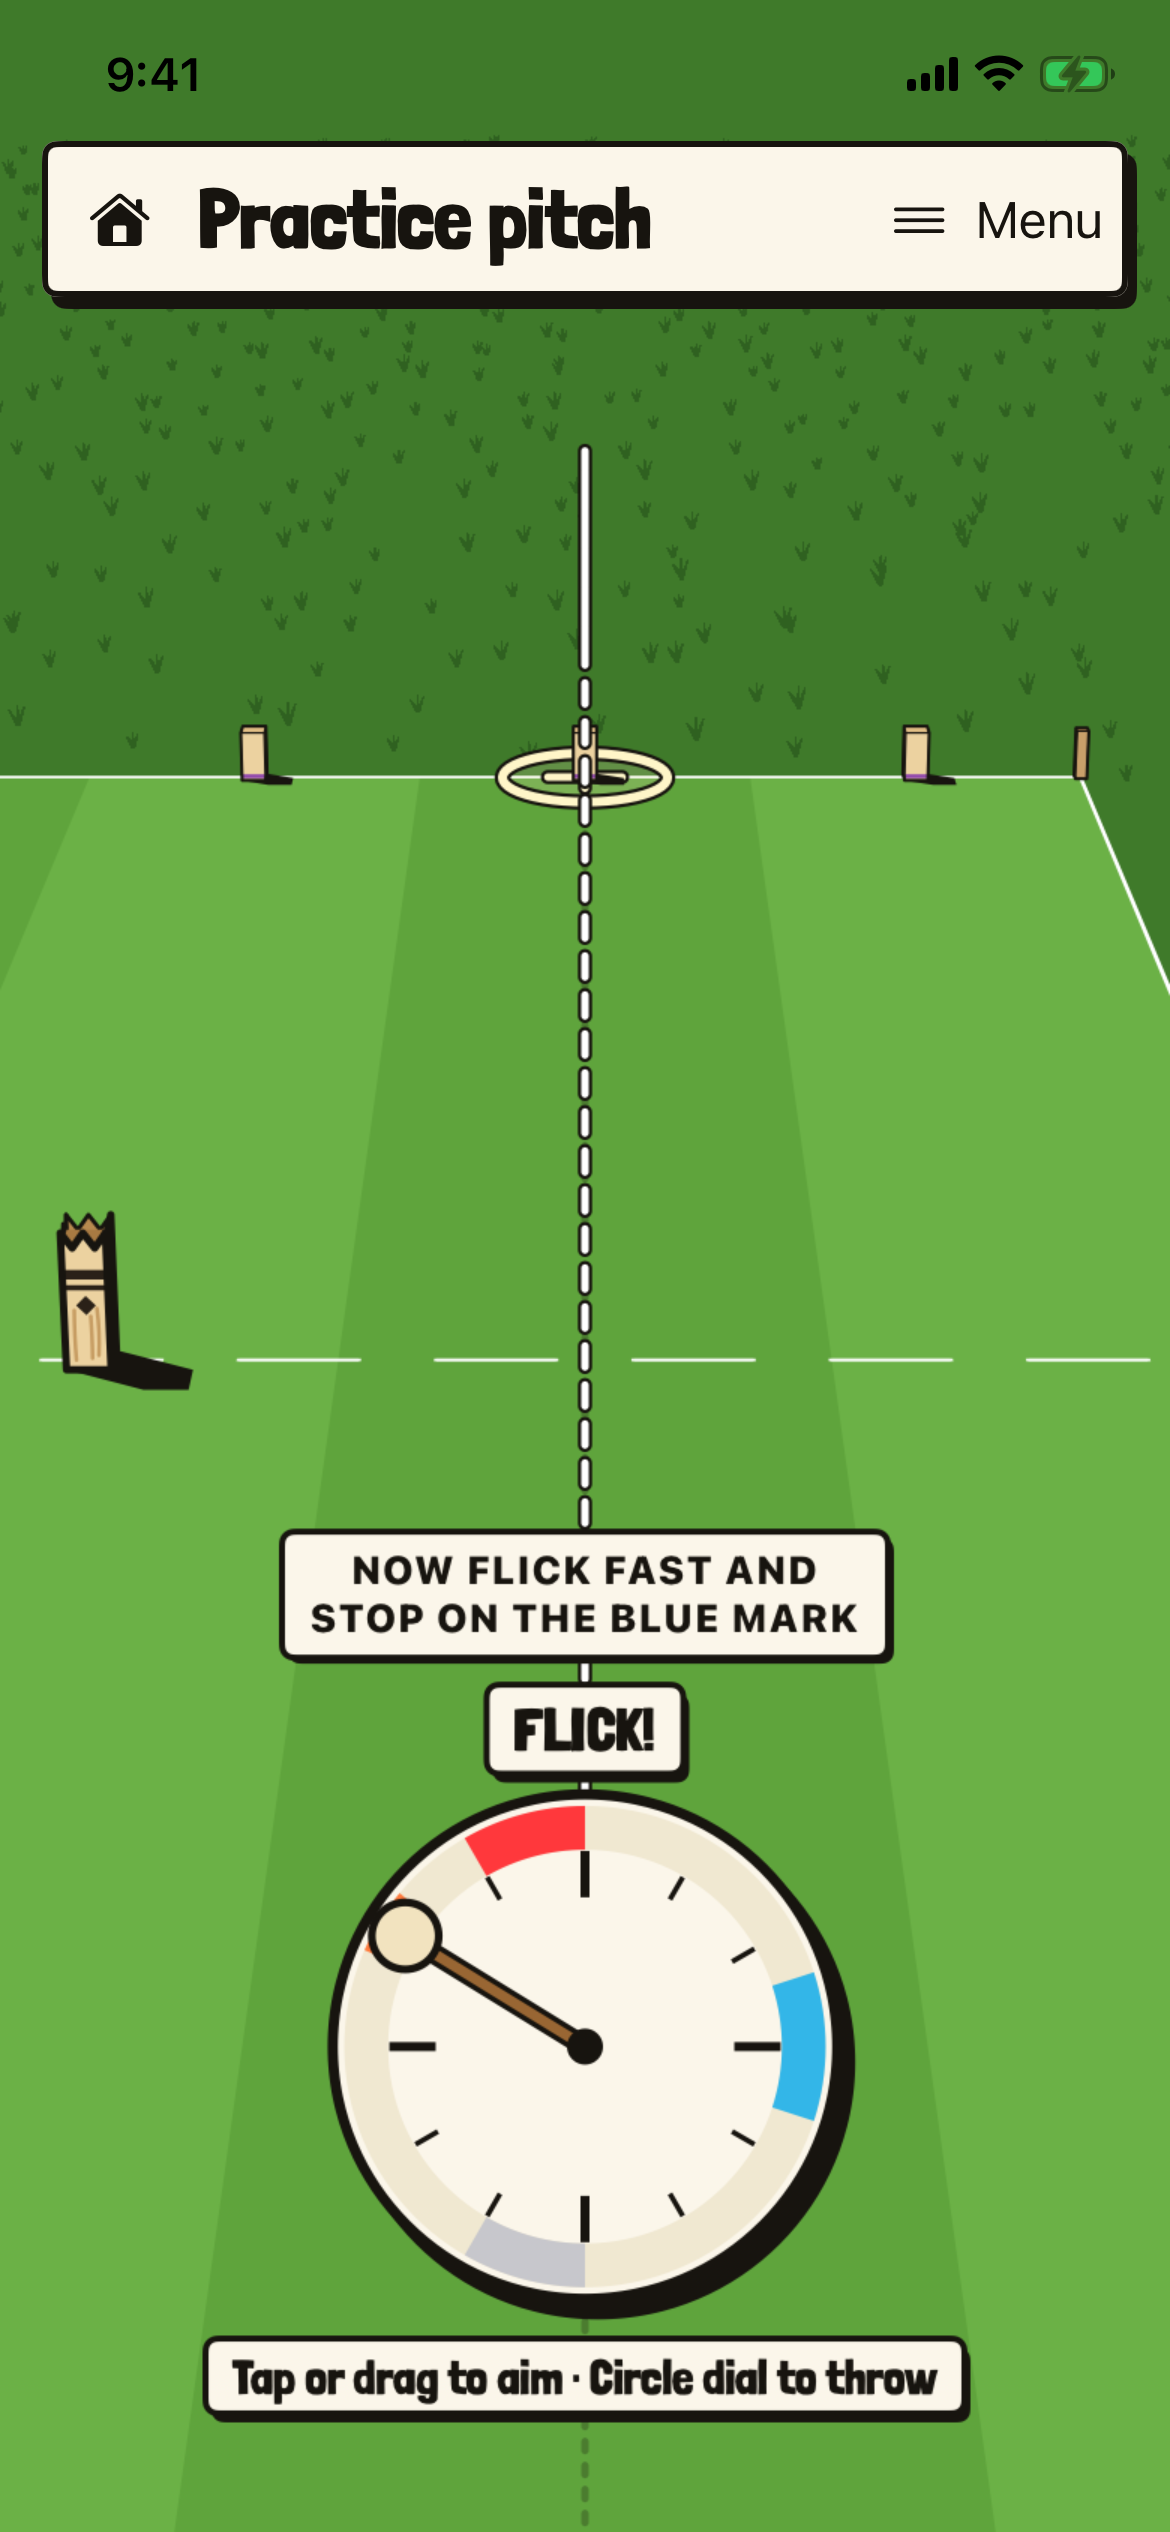 9:41
Practice pitch
Menu
NOW FLICK FAST AND
STOP ON THE BLUE MARK
FLICK!
Tap or drag to aim · Circle dial to throw